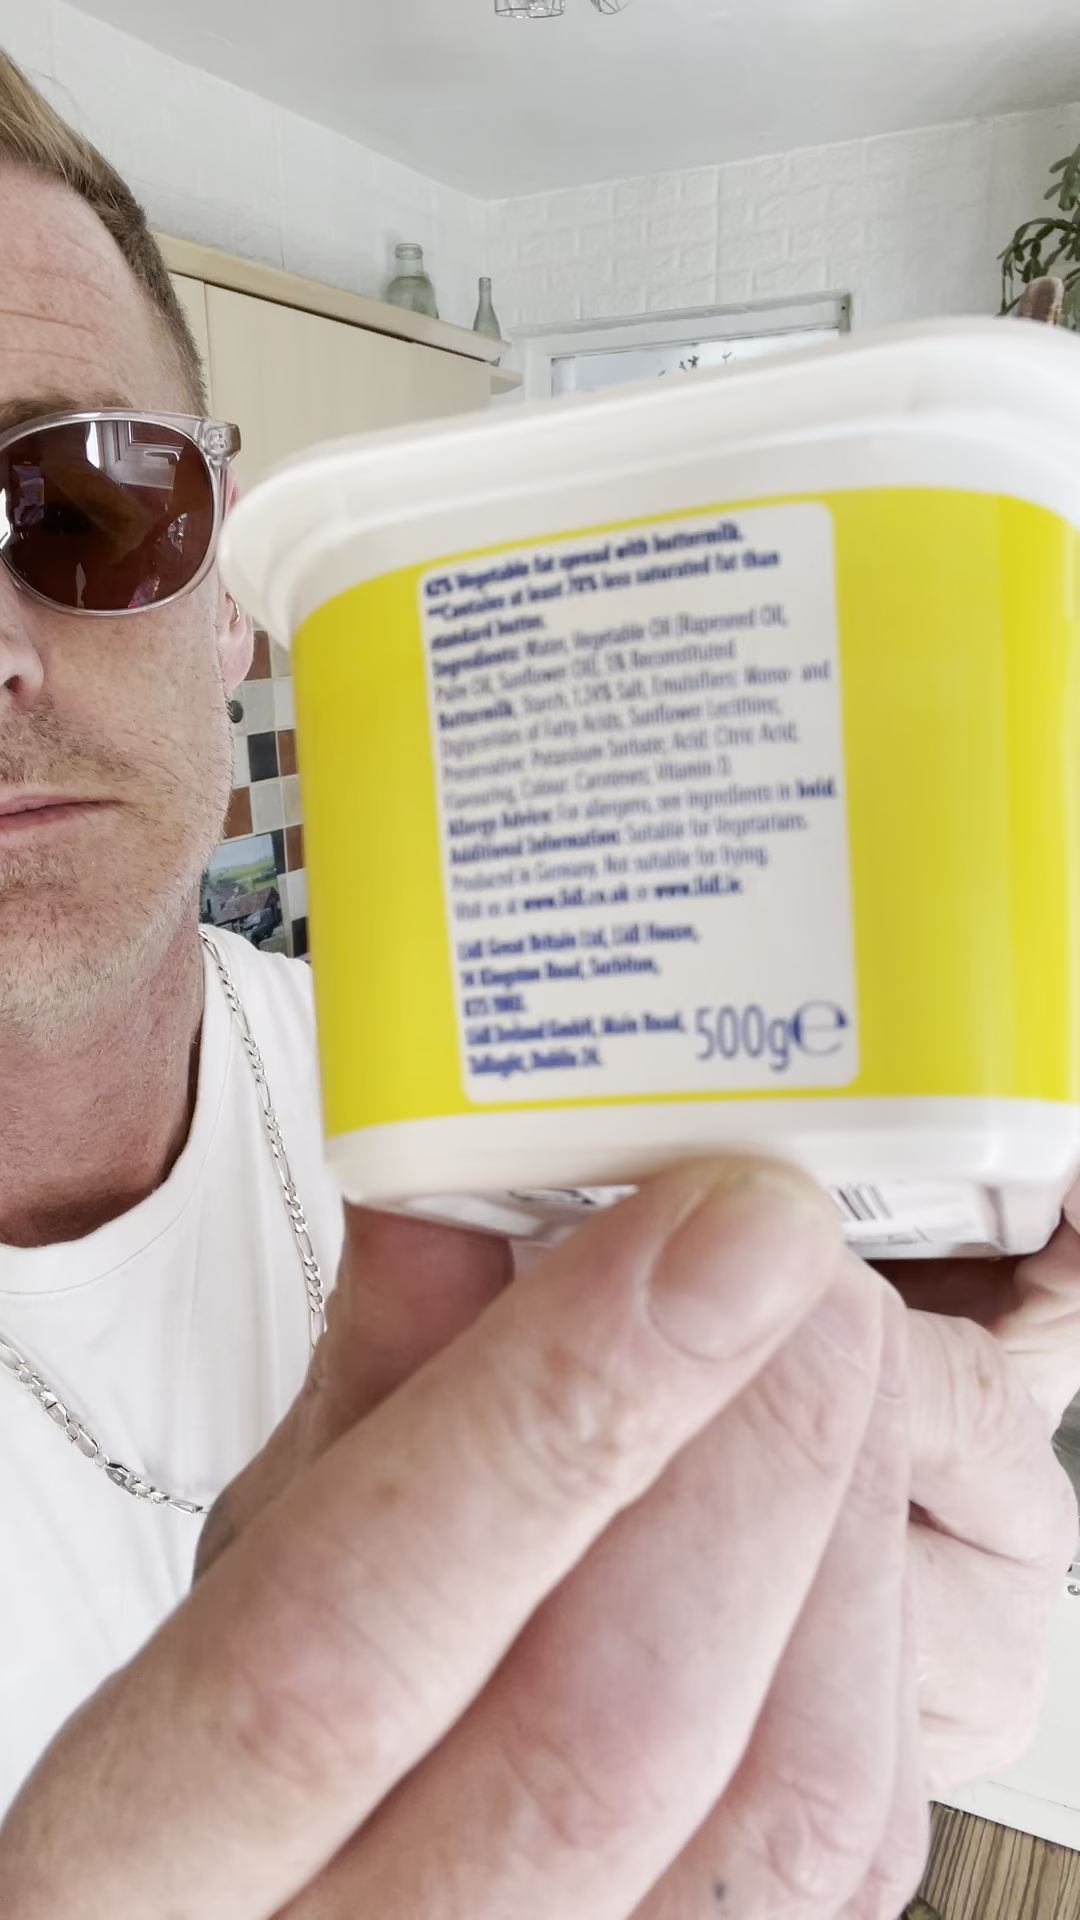 62% Vegetable fat spread with buttermilk.
**Contains at least 70% less saturated fat than
standard butter.
Ingredients: Water, Vegetable Oil (Rapeseed Oil,
Palm Oil, Sunflower Oil), 5% Reconstituted
Buttermilk, Starch, 1.24% Salt, Emulsifiers: Mono- and
Diglycerides of Fatty Acids, Sunflower Lecithins;
Preservative: Potassium Sorbate; Acid: Citric Acid;
Flavouring, Colour: Carotenes; Vitamin D.
Allergy Advice: For allergens, see ingredients in bold.
Additional Information: Suitable for Vegetarians.
Produced in Germany. Not suitable for frying.
Visit us at www.lidl.co.uk or www.lidl.ie
Lidl Great Britain Ltd, Lidl House,
14 Kingston Road, Surbiton,
Lidl Ireland GmbH, Main Road,
Tallaght, Dublin 24.
500g℮